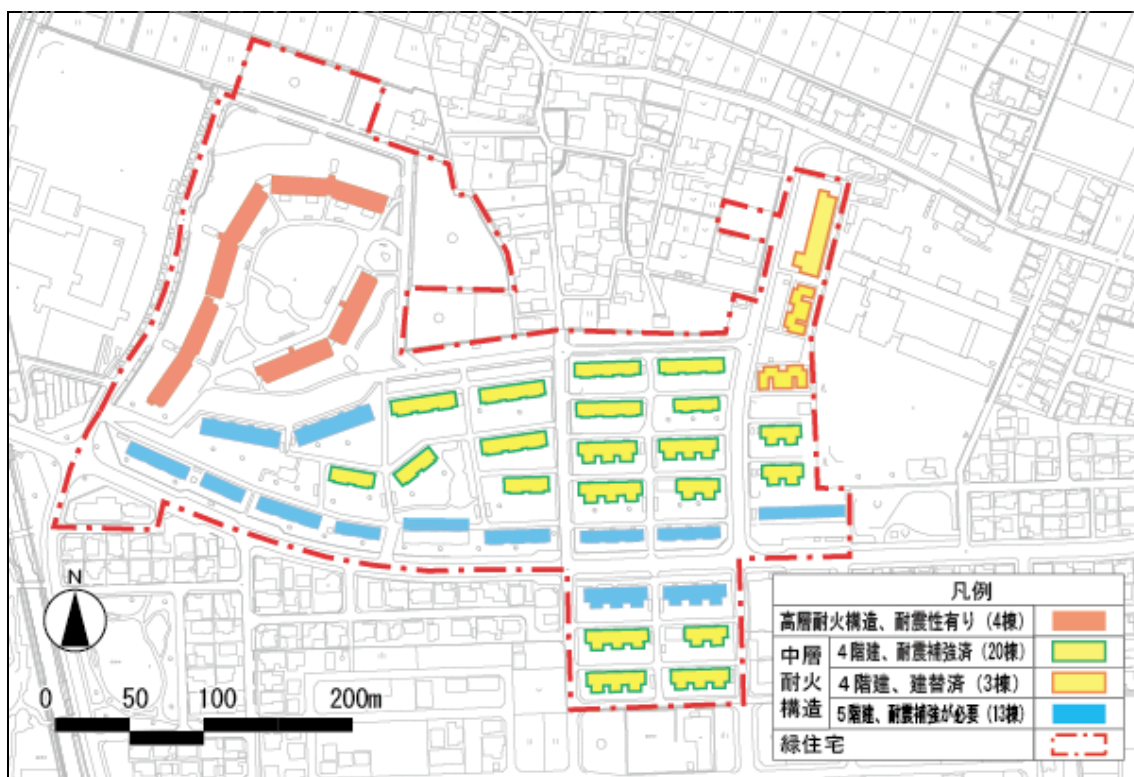 N
0 50 100 200m
凡例
高層耐火構造、耐震性有り（4棟）
中層耐火構造
4階建、耐震補強済（20棟）
4階建、建替済（3棟）
5階建、耐震補強が必要（13棟）
緑住宅